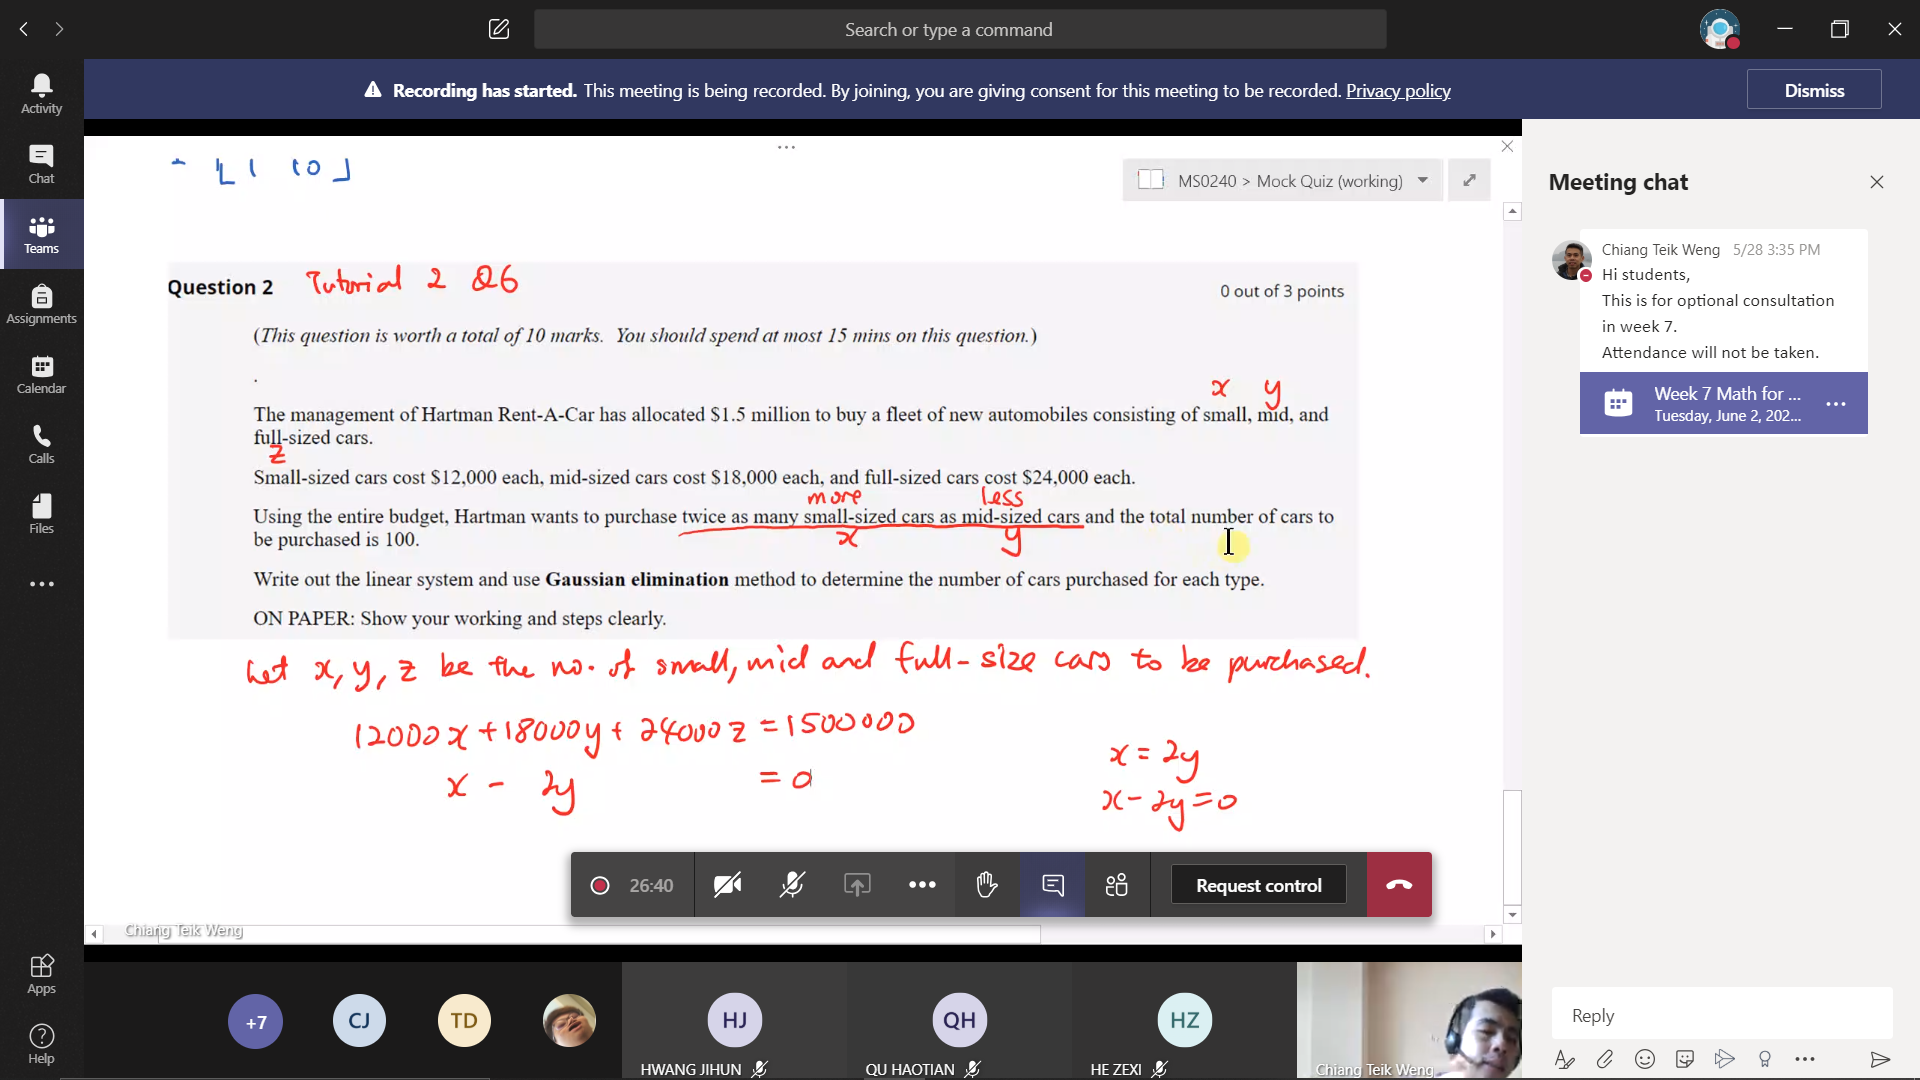 Search or type a command
Recording has started. This meeting is being recorded. By joining, you are giving consent for this meeting to be recorded. Privacy policy
Dismiss
Activity
Chat
Teams
Assignments
Calendar
Calls
Files
Apps
Help
1 10
MS0240 > Mock Quiz (working)
Question 2 Tutorial 2 Q6
0 out of 3 points
(This question is worth a total of 10 marks. You should spend at most 15 mins on this question.)
.
x y
The management of Hartman Rent-A-Car has allocated $1.5 million to buy a fleet of new automobiles consisting of small, mid, and
full-sized cars.
z
Small-sized cars cost $12,000 each, mid-sized cars cost $18,000 each, and full-sized cars cost $24,000 each.
more less
Using the entire budget, Hartman wants to purchase twice as many small-sized cars as mid-sized cars and the total number of cars to
be purchased is 100.
x y
Write out the linear system and use Gaussian elimination method to determine the number of cars purchased for each type.
ON PAPER: Show your working and steps clearly.
Let x, y, z be the no. of small, mid and full-size cars to be purchased.
12000x + 18000y + 24000z = 1500000
x - 2y = 0
x = 2y
x - 2y = 0
26:40
Request control
Chiang Teik Weng
+7
CJ
TD
HJ
HWANG JIHUN
QH
QU HAOTIAN
HZ
HE ZEXI
Chiang Teik Weng
Meeting chat
Chiang Teik Weng 5/28 3:35 PM
Hi students,
This is for optional consultation
in week 7.
Attendance will not be taken.
Week 7 Math for ...
Tuesday, June 2, 202...
Reply